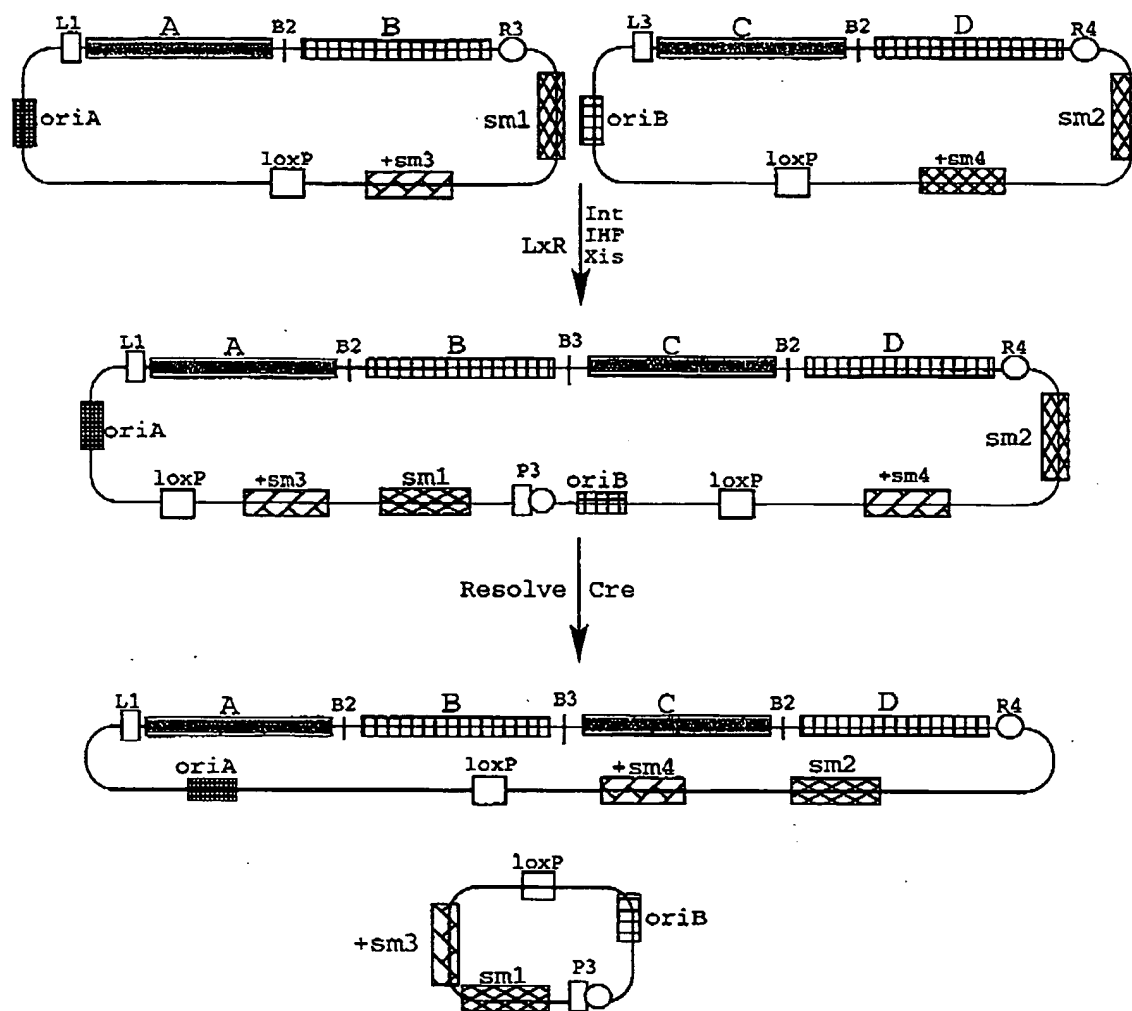 L1 A B2 B R3
oriA sm1
loxP +sm3
L3 C B2 D R4
oriB sm2
loxP +sm4
LxR Int
IHF
Xis
L1 A B2 B B3 C B2 D R4
oriA sm2
loxP +sm3 sm1 P3 oriB loxP +sm4
Resolve Cre
L1 A B2 B B3 C B2 D R4
oriA loxP +sm4 sm2
loxP
+sm3 oriB
sm1 P3